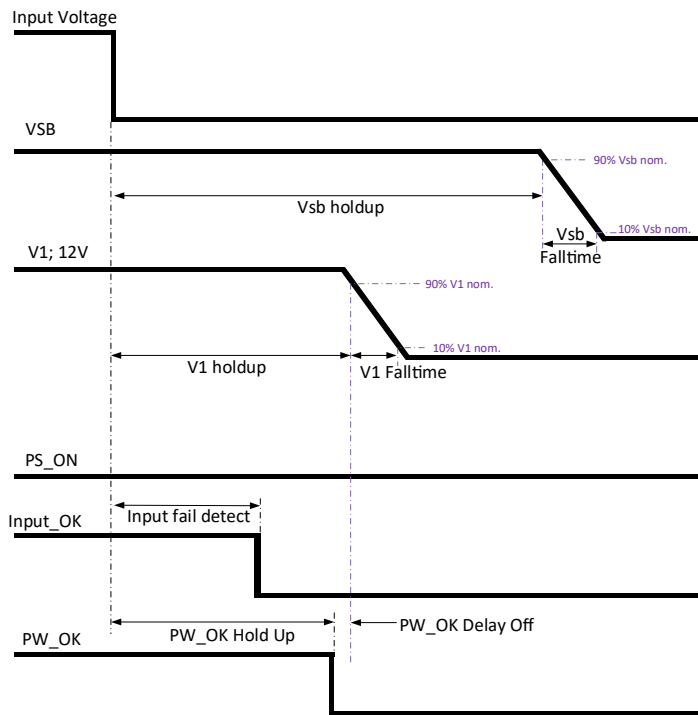 Input Voltage
VSB
90% Vsb nom.
Vsb holdup
Vsb
Falltime
10% Vsb nom.
V1; 12V
90% V1 nom.
10% V1 nom.
V1 holdup
V1 Falltime
PS_ON
Input fail detect
Input_OK
PW_OK Hold Up
PW_OK Delay Off
PW_OK